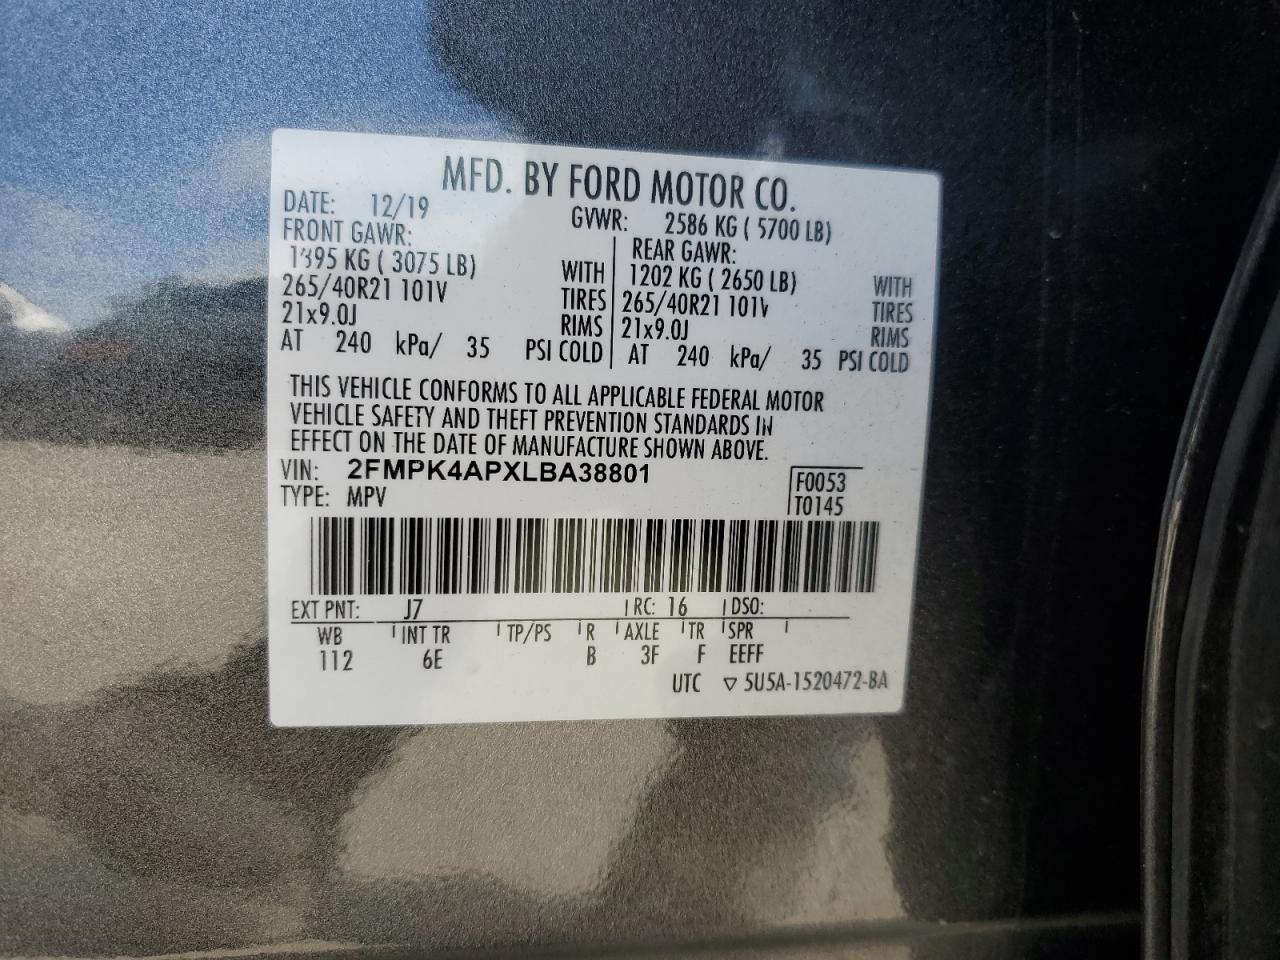 MFD. BY FORD MOTOR CO.
DATE: 12/19 GVWR: 2586 KG ( 5700 LB)
FRONT GAWR: REAR GAWR:
1395 KG ( 3075 LB) WITH 1202 KG ( 2650 LB) WITH
265/40R21 101V TIRES 265/40R21 101V TIRES
21x9.0J RIMS 21x9.0J RIMS
AT 240 kPa/ 35 PSI COLD AT 240 kPa/ 35 PSI COLD
THIS VEHICLE CONFORMS TO ALL APPLICABLE FEDERAL MOTOR
VEHICLE SAFETY AND THEFT PREVENTION STANDARDS IN
EFFECT ON THE DATE OF MANUFACTURE SHOWN ABOVE.
VIN: 2FMPK4APXLBA38801 F0053
TYPE: MPV T0145
EXT PNT: J7 RC: 16 DSO:
WB INT TR TP/PS R AXLE TR SPR
112 6E B 3F F EEFF
UTC ▽ 5U5A-1520472-BA